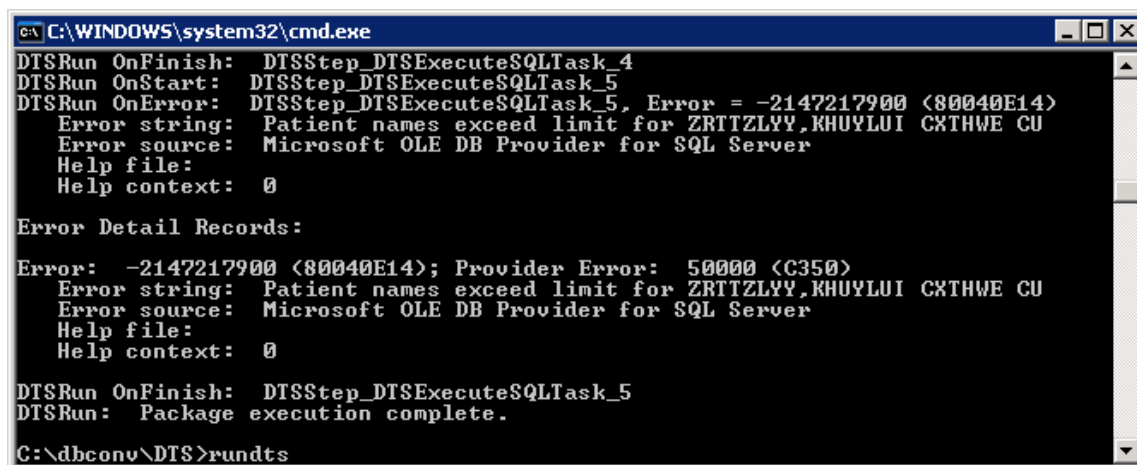 C:\WINDOWS\system32\cmd.exe
DTSRun OnFinish:  DTSStep_DTSExecuteSQLTask_4
DTSRun OnStart:  DTSStep_DTSExecuteSQLTask_5
DTSRun OnError:  DTSStep_DTSExecuteSQLTask_5, Error = -2147217900 (80040E14)
   Error string:  Patient names exceed limit for ZRTTZLYY,KHUYLUI CXTHWE CU
   Error source:  Microsoft OLE DB Provider for SQL Server
   Help file:
   Help context:  0
Error Detail Records:
Error:  -2147217900 (80040E14); Provider Error:  50000 (C350)
   Error string:  Patient names exceed limit for ZRTTZLYY,KHUYLUI CXTHWE CU
   Error source:  Microsoft OLE DB Provider for SQL Server
   Help file:
   Help context:  0
DTSRun OnFinish:  DTSStep_DTSExecuteSQLTask_5
DTSRun:  Package execution complete.
C:\dbconv\DTS>rundts